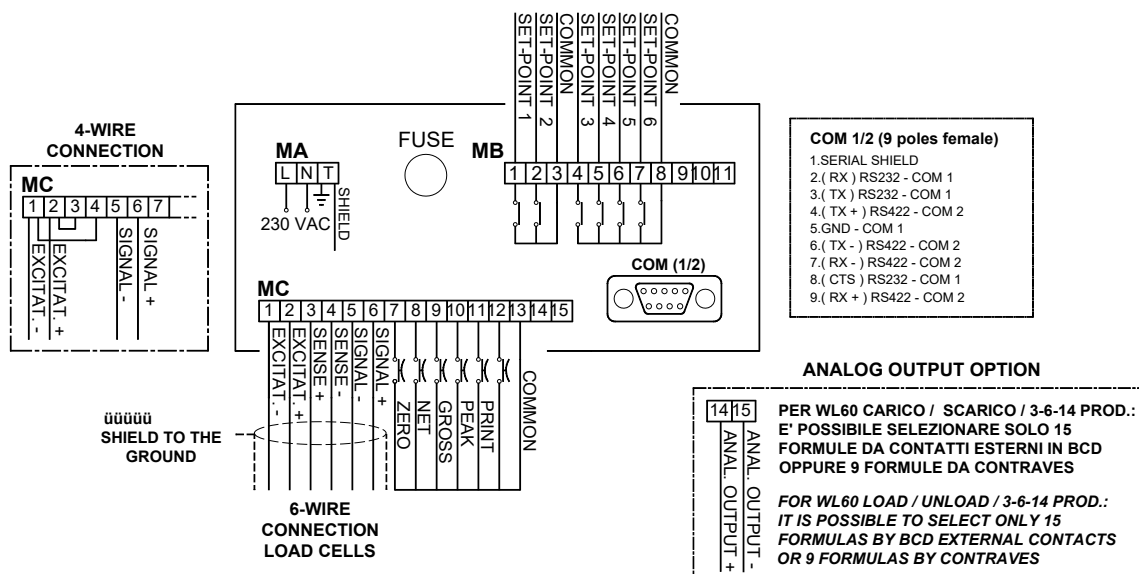 SET-POINT 1
SET-POINT 2
COMMON
SET-POINT 3
SET-POINT 4
SET-POINT 5
SET-POINT 6
COMMON
4-WIRE
CONNECTION
MC
1 2 3 4 5 6 7
EXCITAT. -
EXCITAT. +
SIGNAL -
SIGNAL +
MA
L N T
230 VAC
SHIELD
FUSE
MB
1 2 3 4 5 6 7 8 9 10 11
COM (1/2)
MC
1 2 3 4 5 6 7 8 9 10 11 12 13 14 15
EXCITAT. -
EXCITAT. +
SENSE +
SENSE -
SIGNAL -
SIGNAL +
ZERO
NET
GROSS
PEAK
PRINT
COMMON
üüüüü
SHIELD TO THE
GROUND
6-WIRE
CONNECTION
LOAD CELLS
COM 1/2 (9 poles female)
1.SERIAL SHIELD
2.( RX ) RS232 - COM 1
3.( TX ) RS232 - COM 1
4.( TX + ) RS422 - COM 2
5.GND - COM 1
6.( TX - ) RS422 - COM 2
7.( RX - ) RS422 - COM 2
8.( CTS ) RS232 - COM 1
9.( RX + ) RS422 - COM 2
ANALOG OUTPUT OPTION
14 15
ANAL. OUTPUT +
ANAL. OUTPUT -
PER WL60 CARICO / SCARICO / 3-6-14 PROD.:
E' POSSIBILE SELEZIONARE SOLO 15
FORMULE DA CONTATTI ESTERNI IN BCD
OPPURE 9 FORMULE DA CONTRAVES
FOR WL60 LOAD / UNLOAD / 3-6-14 PROD.:
IT IS POSSIBLE TO SELECT ONLY 15
FORMULAS BY BCD EXTERNAL CONTACTS
OR 9 FORMULAS BY CONTRAVES